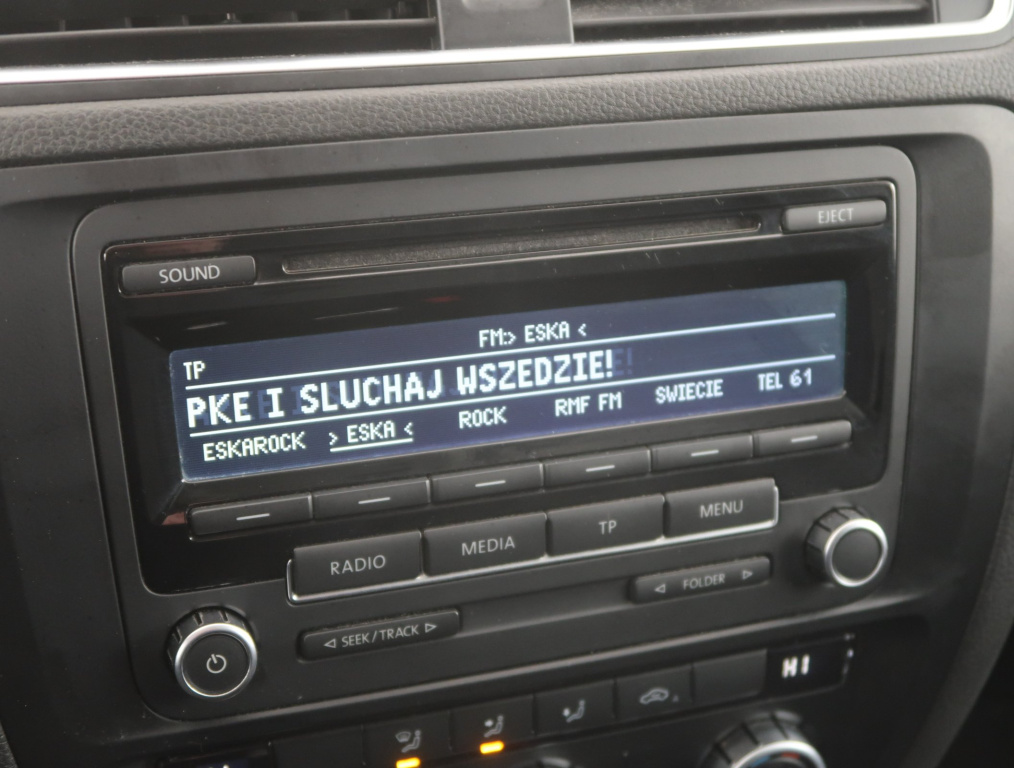 EJECT
SOUND
FM:> ESKA <
TP
PKE I SLUCHAJ WSZEDZIE!
ESKAROCK > ESKA < ROCK RMF FM SWIECIE TEL 61
RADIO MEDIA TP MENU
SEEK/TRACK FOLDER
HI